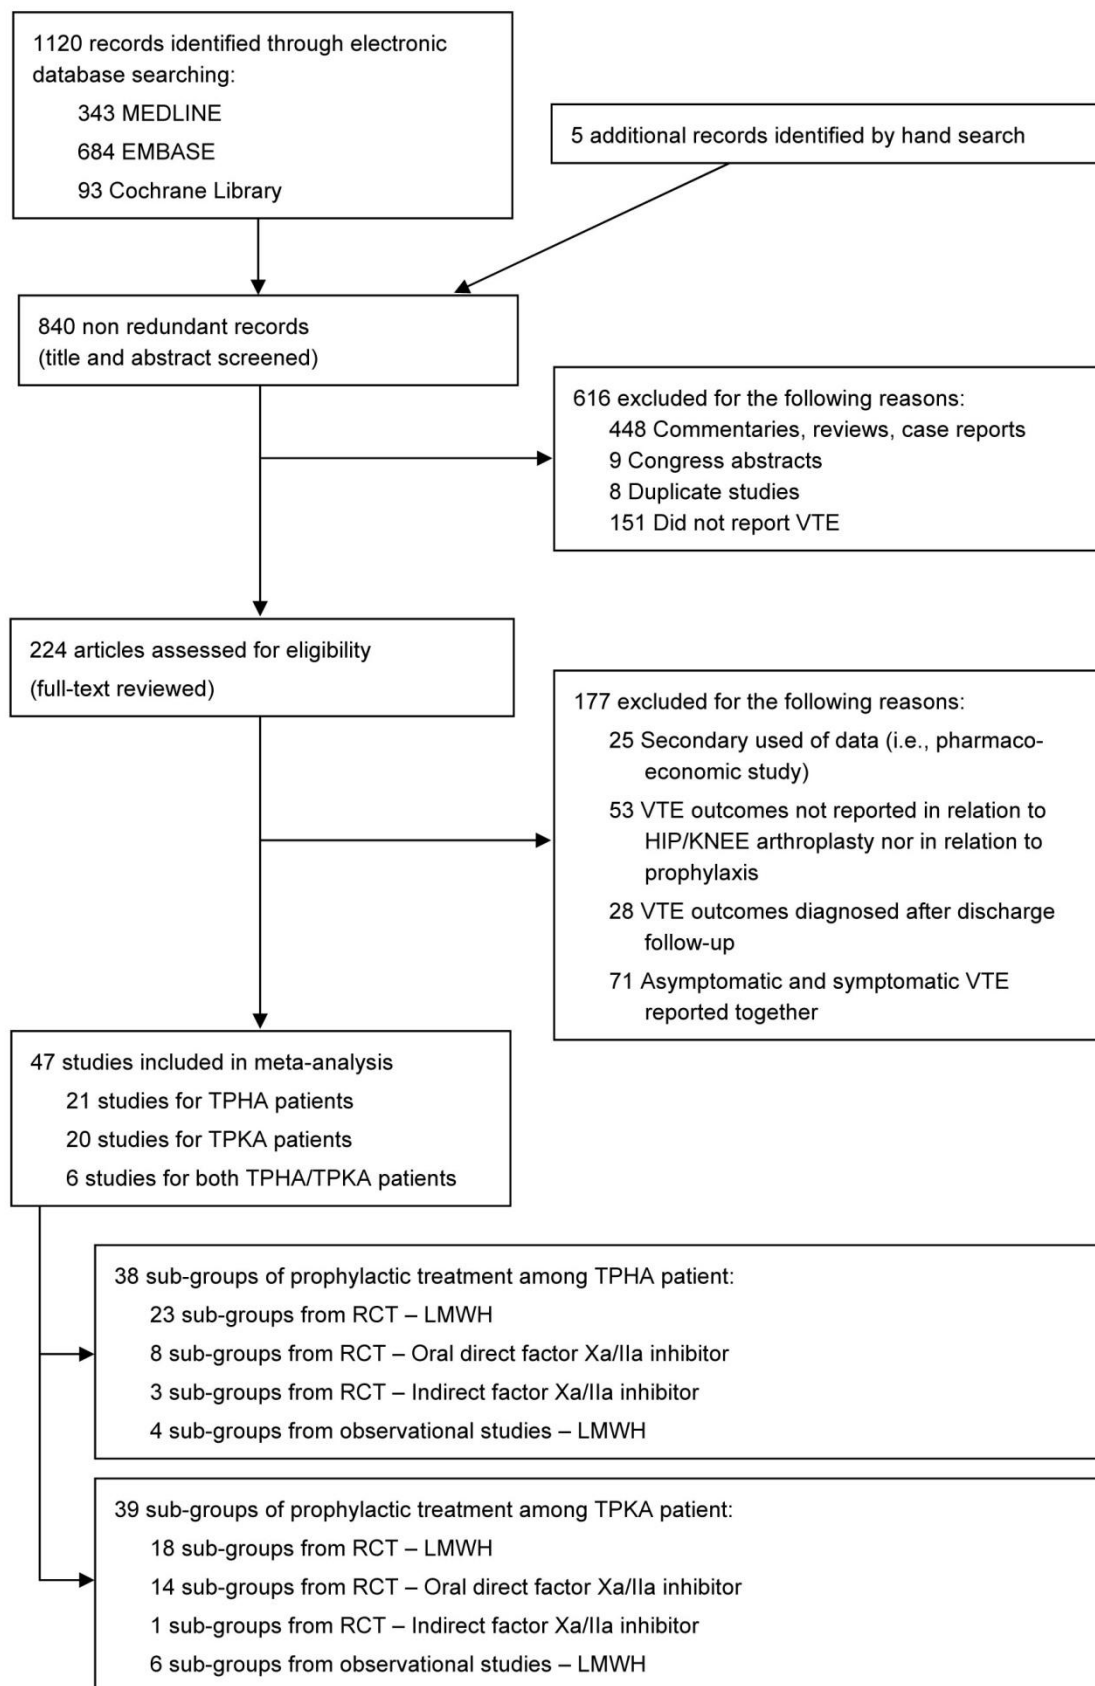 1120 records identified through electronic
database searching:
343 MEDLINE
684 EMBASE
93 Cochrane Library
5 additional records identified by hand search
840 non redundant records
(title and abstract screened)
616 excluded for the following reasons:
448 Commentaries, reviews, case reports
9 Congress abstracts
8 Duplicate studies
151 Did not report VTE
224 articles assessed for eligibility
(full-text reviewed)
177 excluded for the following reasons:
25 Secondary used of data (i.e., pharmaco-
economic study)
53 VTE outcomes not reported in relation to
HIP/KNEE arthroplasty nor in relation to
prophylaxis
28 VTE outcomes diagnosed after discharge
follow-up
71 Asymptomatic and symptomatic VTE
reported together
47 studies included in meta-analysis
21 studies for TPHA patients
20 studies for TPKA patients
6 studies for both TPHA/TPKA patients
38 sub-groups of prophylactic treatment among TPHA patient:
23 sub-groups from RCT – LMWH
8 sub-groups from RCT – Oral direct factor Xa/IIa inhibitor
3 sub-groups from RCT – Indirect factor Xa/IIa inhibitor
4 sub-groups from observational studies – LMWH
39 sub-groups of prophylactic treatment among TPKA patient:
18 sub-groups from RCT – LMWH
14 sub-groups from RCT – Oral direct factor Xa/IIa inhibitor
1 sub-groups from RCT – Indirect factor Xa/IIa inhibitor
6 sub-groups from observational studies – LMWH